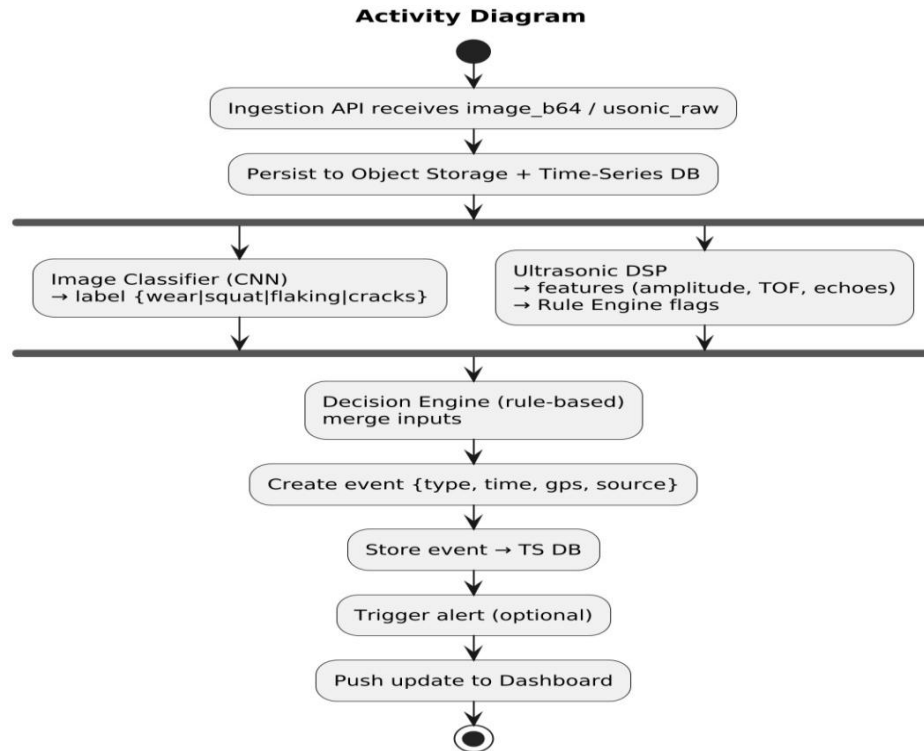 Activity Diagram
Ingestion API receives image_b64 / usonic_raw
Persist to Object Storage + Time-Series DB
Image Classifier (CNN)
→ label {wear|squat|flaking|cracks}
Ultrasonic DSP
→ features (amplitude, TOF, echoes)
→ Rule Engine flags
Decision Engine (rule-based)
merge inputs
Create event {type, time, gps, source}
Store event → TS DB
Trigger alert (optional)
Push update to Dashboard